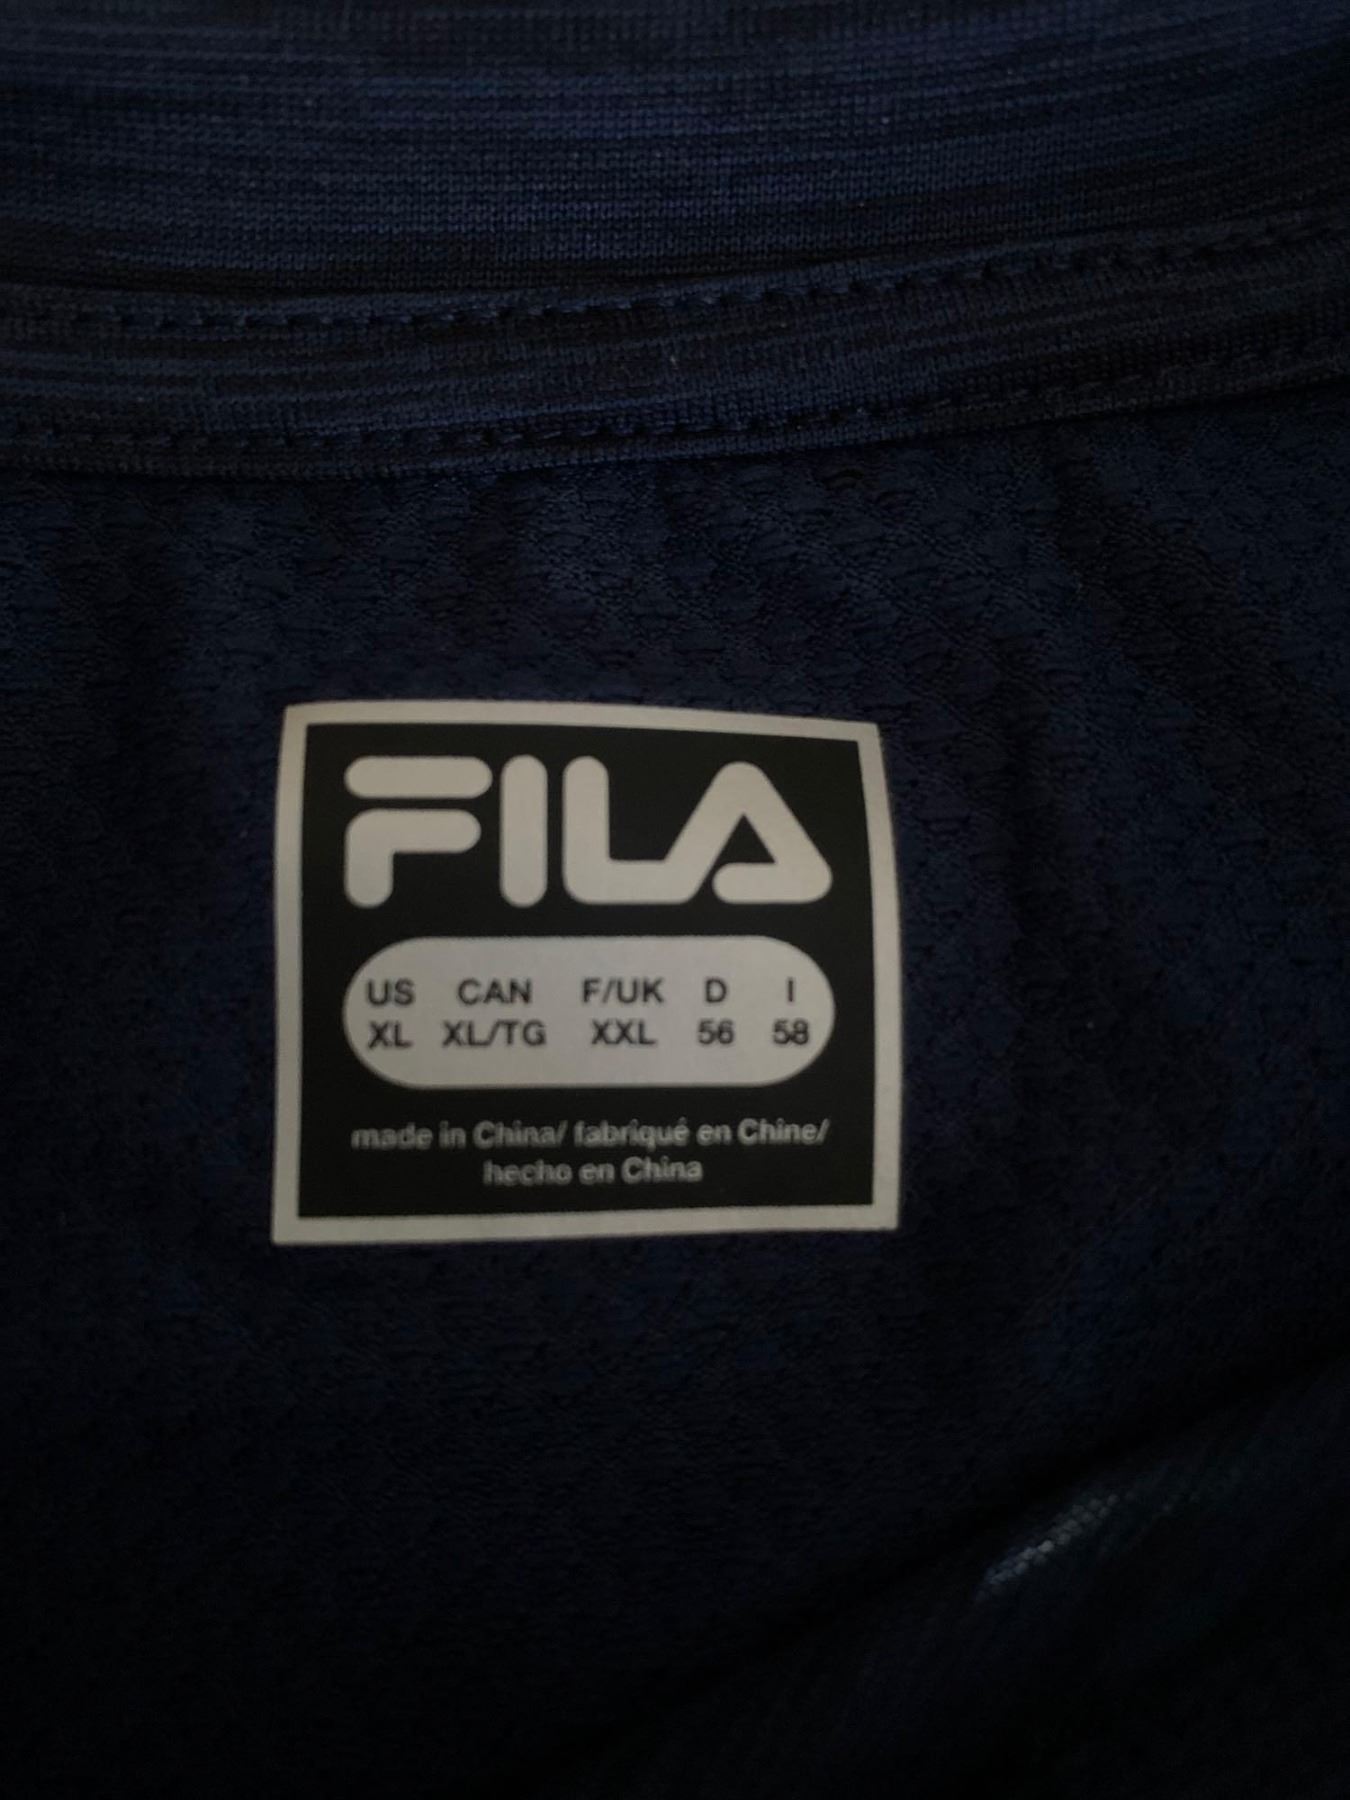 FILA
US CAN F/UK D I
XL XL/TG XXL 56 58
made in China/ fabriqué en Chine/
hecho en China